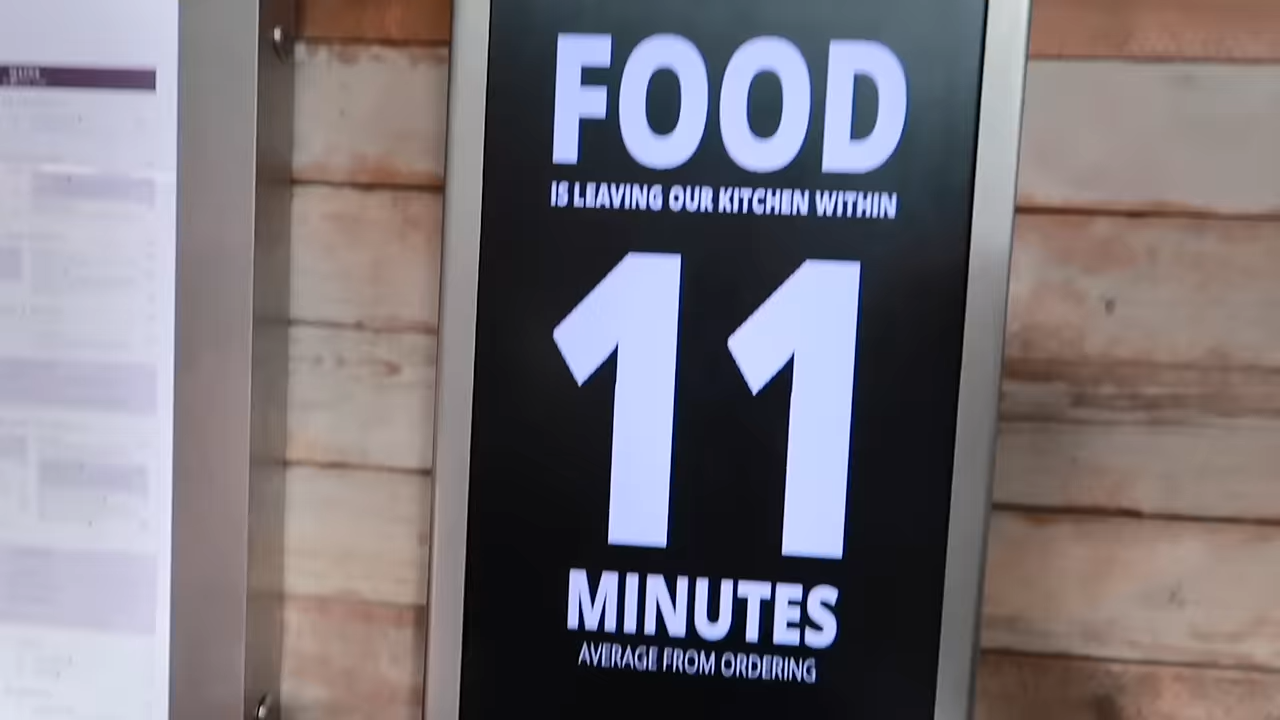 FOOD
IS LEAVING OUR KITCHEN WITHIN
11
MINUTES
AVERAGE FROM ORDERING